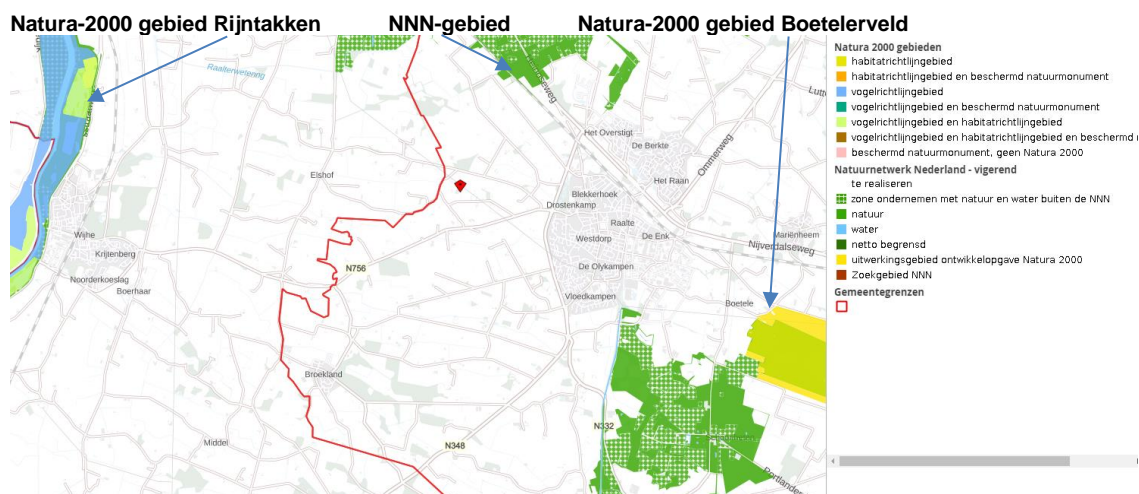 Natura-2000 gebied Rijntakken
NNN-gebied
Natura-2000 gebied Boetelerveld
Raalterwetering
Het Overstigt
De Berkte
Ommerweg
Elshof
Het Raan
Blekkerhoek
Drostenkamp
Raalte
Mariënheem
Westdorp
De Enk
Nijverdalseweg
Wijhe
Krijtenberg
N756
De Olykampen
Noorderkoeslag
Boerhaar
Vloedkampen
Boetele
Broekland
N332
Middel
N348
Portlander
Natura 2000 gebieden
habitatrichtlijngebied
habitatrichtlijngebied en beschermd natuurmonument
vogelrichtlijngebied
vogelrichtlijngebied en beschermd natuurmonument
vogelrichtlijngebied en habitatrichtlijngebied
vogelrichtlijngebied en habitatrichtlijngebied en beschermd
beschermd natuurmonument, geen Natura 2000
Natuurnetwerk Nederland - vigerend
te realiseren
zone ondernemen met natuur en water buiten de NNN
natuur
water
netto begrensd
uitwerkingsgebied ontwikkelopgave Natura 2000
Zoekgebied NNN
Gemeentegrenzen